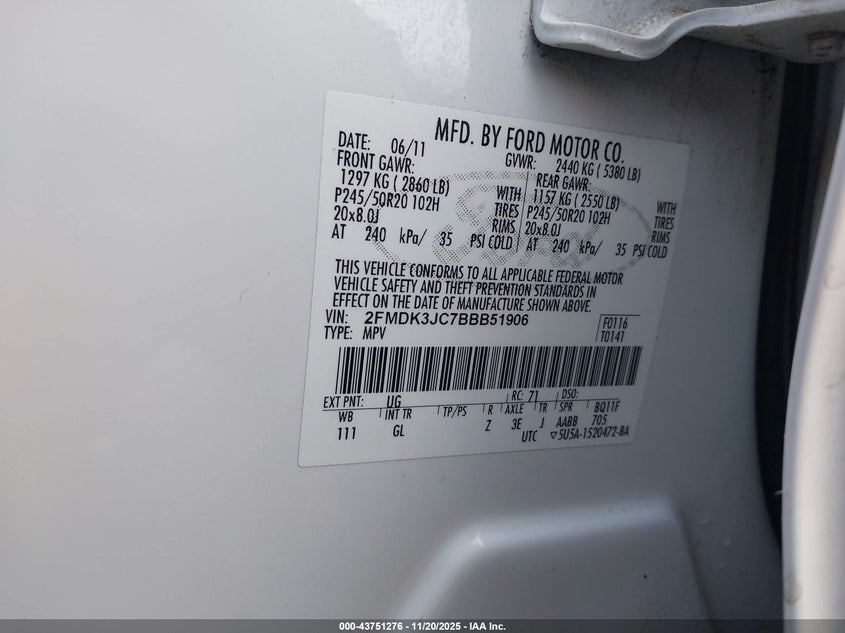 MFD. BY FORD MOTOR CO.
DATE: 06/11 GVWR: 2440 KG ( 5380 LB)
FRONT GAWR: REAR GAWR:
1297 KG ( 2860 LB) WITH 1157 KG ( 2550 LB) WITH
P245/50R20 102H TIRES P245/50R20 102H TIRES
20x8.0J RIMS 20x8.0J RIMS
AT 240 kPa/ 35 PSI COLD AT 240 kPa/ 35 PSI COLD
THIS VEHICLE CONFORMS TO ALL APPLICABLE FEDERAL MOTOR
VEHICLE SAFETY AND THEFT PREVENTION STANDARDS IN
EFFECT ON THE DATE OF MANUFACTURE SHOWN ABOVE.
VIN: 2FMDK3JC7BBB51906 F0116
TYPE: MPV T0141
EXT PNT: UG RC: 71 DSO:
WB INT TR TP/PS R AXLE TR SPR BQ11F
111 GL Z 3E J AABB 705
UTC ▽5U5A-1520472-BA
000-43751276 - 11/20/2025 - IAA Inc.